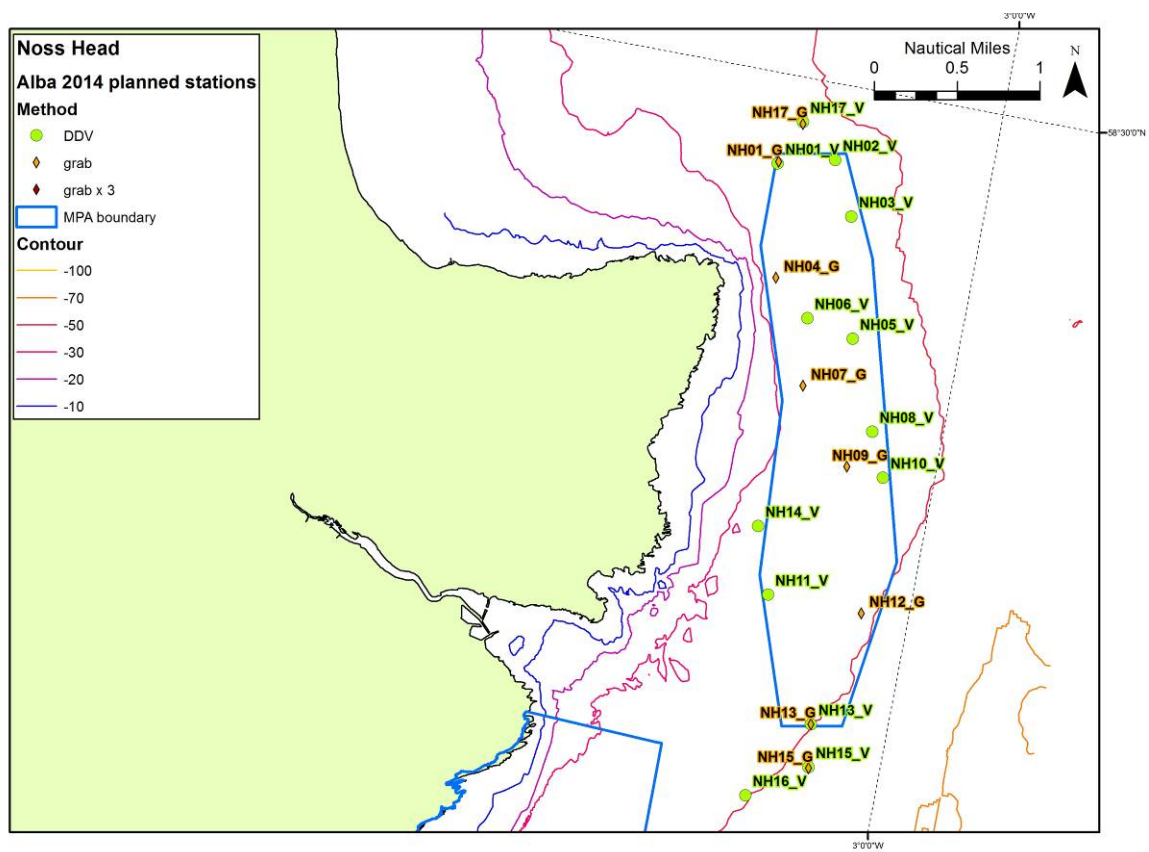 3°0'0"W
Noss Head
Alba 2014 planned stations
Method
DDV
grab
grab x 3
MPA boundary
Contour
-100
-70
-50
-30
-20
-10
Nautical Miles
0 0.5 1
N
58°30'0"N
NH17_G NH17_V
NH01_G NH01_V NH02_V
NH03_V
NH04_G
NH06_V
NH05_V
NH07_G
NH08_V
NH09_G
NH10_V
NH14_V
NH11_V
NH12_G
NH13_G NH13_V
NH15_G NH15_V
NH16_V
3°0'0"W